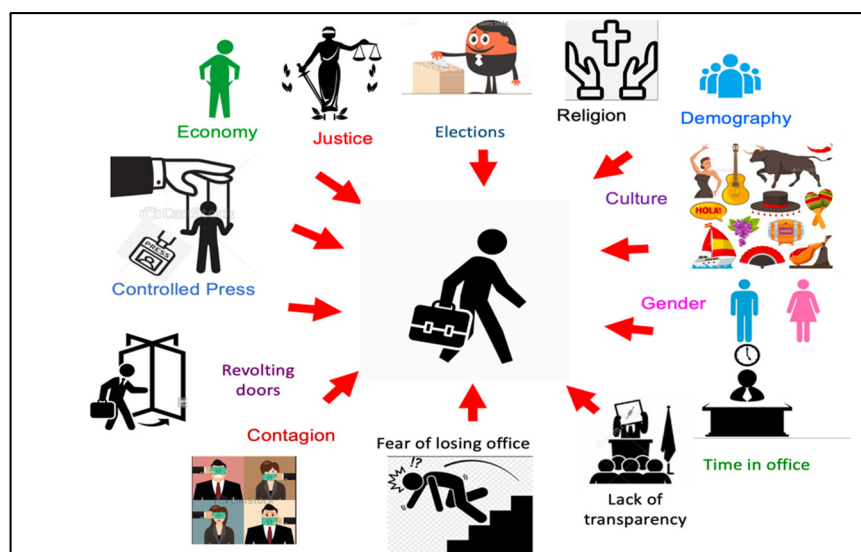 Economy
Justice
Elections
Religion
Demography
Culture
HOLA!
PRESS
Controlled Press
Gender
Revolting
doors
Contagion
Fear of losing office
!?
Lack of
transparency
Time in office